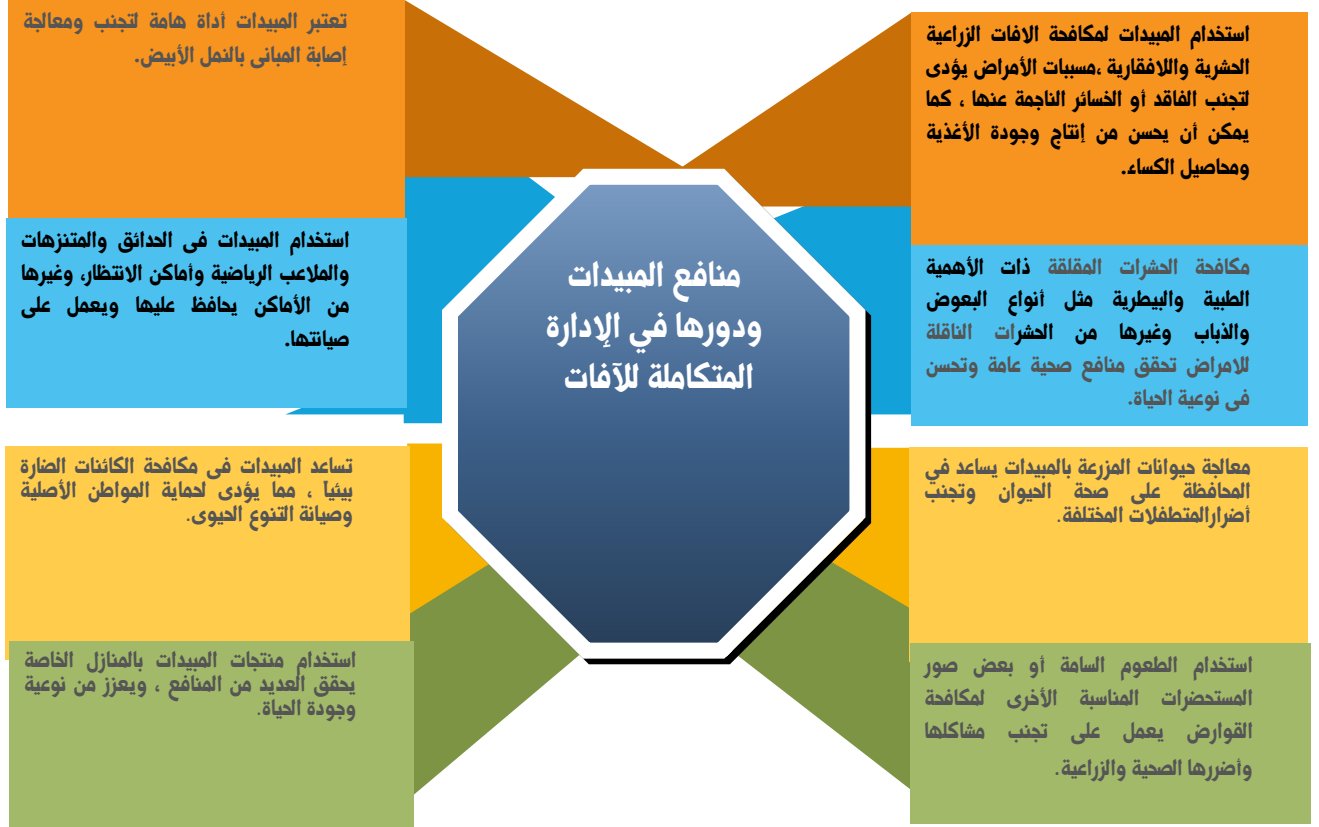 منافع المبيدات
ودورها في الإدارة
المتكاملة للآفات
استخدام المبيدات لمكافحة الافات الزراعية
الحشرية واللافقارية ،مسببات الأمراض يؤدى
لتجنب الفاقد أو الخسائر الناجمة عنها ، كما
يمكن أن يحسن من إنتاج وجودة الأغذية
ومحاصيل الكساء.
مكافحة الحشرات المقلقة ذات الأهمية
الطبية والبيطرية مثل أنواع البعوض
والذباب وغيرها من الحشرات الناقلة
للامراض تحقق منافع صحية عامة وتحسن
فى نوعية الحياة.
معالجة حيوانات المزرعة بالمبيدات يساعد في
المحافظة على صحة الحيوان وتجنب
أضرارالمتطفلات المختلفة.
استخدام الطعوم السامة أو بعض صور
المستحضرات المناسبة الأخرى لمكافحة
القوارض يعمل على تجنب مشاكلها
وأضررها الصحية والزراعية.
تعتبر المبيدات أداة هامة لتجنب ومعالجة
إصابة المبانى بالنمل الأبيض.
استخدام المبيدات فى الحدائق والمتنزهات
والملاعب الرياضية وأماكن الانتظار، وغيرها
من الأماكن يحافظ عليها ويعمل على
صيانتها.
تساعد المبيدات فى مكافحة الكائنات الضارة
بيئياً ، مما يؤدى لحماية المواطن الأصلية
وصيانة التنوع الحيوى.
استخدام منتجات المبيدات بالمنازل الخاصة
يحقق العديد من المنافع ، ويعزز من نوعية
وجودة الحياة.